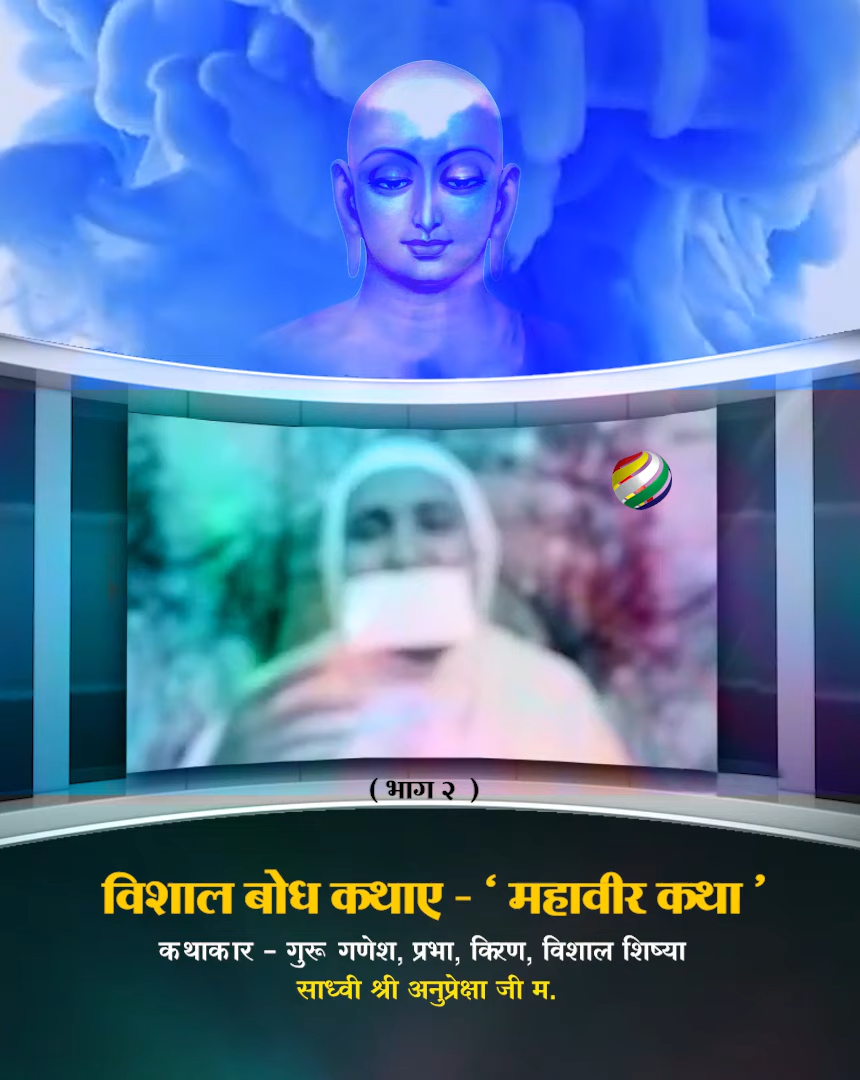 ( भाग २ )
विशाल बोध कथाए - ‘ महावीर कथा ’
कथाकार - गुरू गणेश, प्रभा, किरण, विशाल शिष्या
साध्वी श्री अनुप्रेक्षा जी म.